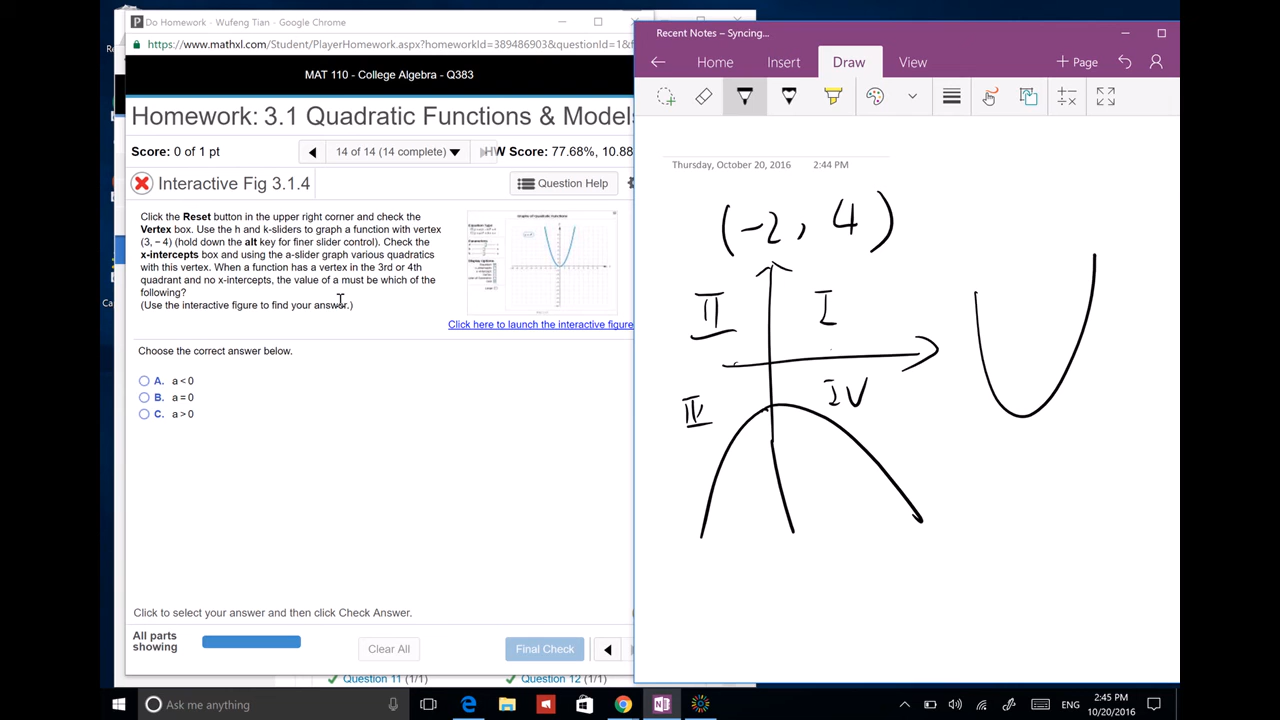 Do Homework - Wufeng Tian - Google Chrome
https://www.mathxl.com/Student/PlayerHomework.aspx?homeworkId=389486903&questionId=1&f
MAT 110 - College Algebra - Q383
Homework: 3.1 Quadratic Functions & Models
Score: 0 of 1 pt
14 of 14 (14 complete)
HW Score: 77.68%, 10.88
Interactive Fig 3.1.4
Question Help
Click the Reset button in the upper right corner and check the
Vertex box. Use the h and k-sliders to graph a function with vertex
(3, – 4) (hold down the alt key for finer slider control). Check the
x-intercepts box and using the a-slider graph various quadratics
with this vertex. When a function has a vertex in the 3rd or 4th
quadrant and no x-intercepts, the value of a must be which of the
following?
(Use the interactive figure to find your answer.)
Click here to launch the interactive figure
Choose the correct answer below.
A. a < 0
B. a = 0
C. a > 0
Click to select your answer and then click Check Answer.
All parts
showing
Clear All
Final Check
Question 11 (1/1)
Question 12 (1/1)
Recent Notes – Syncing...
Home
Insert
Draw
View
+ Page
Thursday, October 20, 2016
2:44 PM
(-2, 4)
II
I
IV
Ask me anything
ENG
2:45 PM
10/20/2016